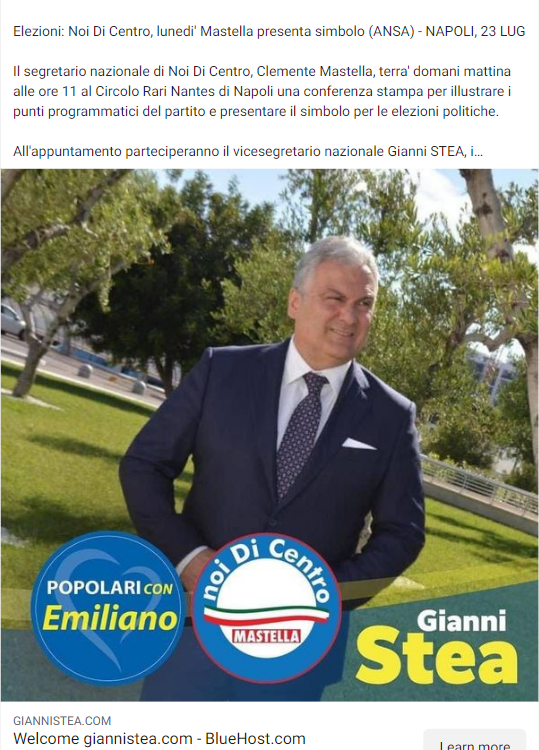 Elezioni: Noi Di Centro, lunedi' Mastella presenta simbolo (ANSA) - NAPOLI, 23 LUG
Il segretario nazionale di Noi Di Centro, Clemente Mastella, terra' domani mattina
alle ore 11 al Circolo Rari Nantes di Napoli una conferenza stampa per illustrare i
punti programmatici del partito e presentare il simbolo per le elezioni politiche.
All'appuntamento parteciperanno il vicesegretario nazionale Gianni STEA, i...
POPOLARI CON
Emiliano
noi Di Centro
MASTELLA
Gianni
Stea
GIANNISTEA.COM
Welcome giannistea.com - BlueHost.com
Learn more